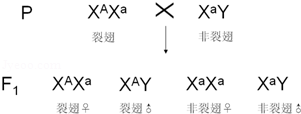 P XᴬXᵃ × XᵃY
裂翅 非裂翅
F₁ XᴬXᵃ XᴬY XᵃXᵃ XᵃY
裂翅♀ 裂翅♂ 非裂翅♀ 非裂翅♂